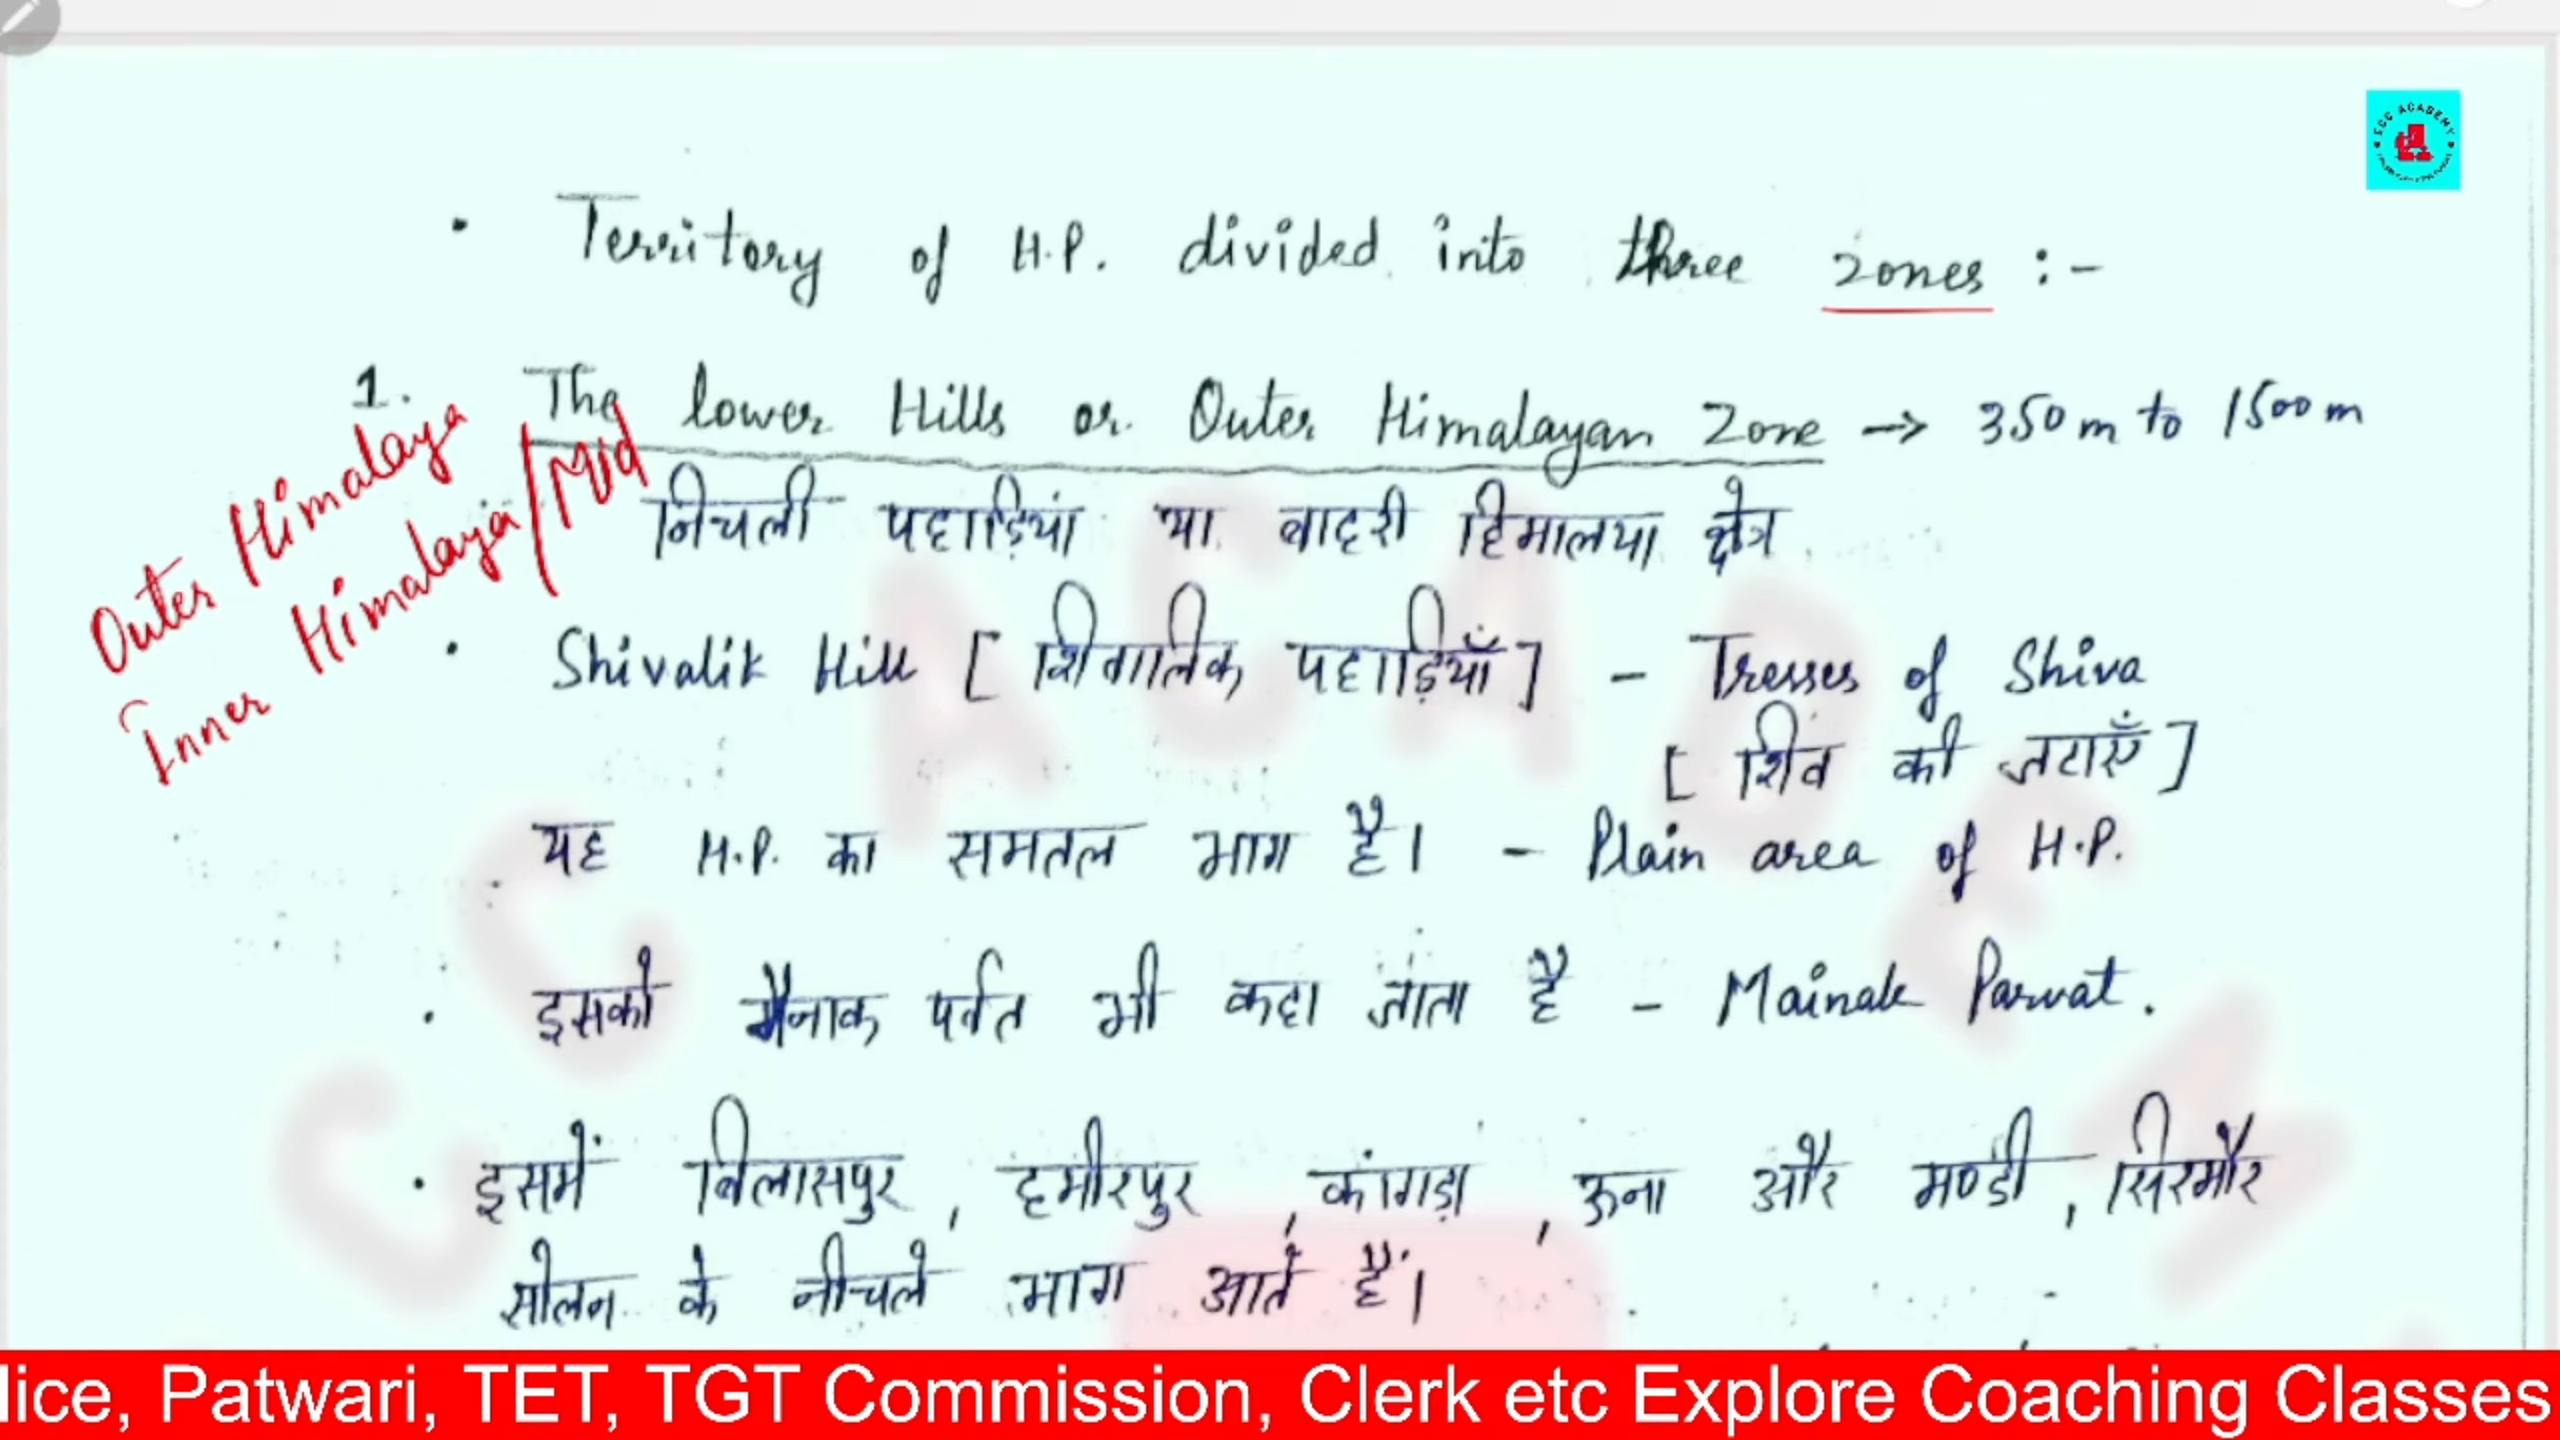 • Territory of H.P. divided into three zones :-
1. The lower Hills or Outer Himalayan Zone → 350m to 1500m
निचली पहाड़ियां या बाहरी हिमालया क्षेत्र
Outer Himalaya
Inner Himalaya/Mid
• Shivalik Hill [ शिवालिक पहाड़ियाँ ] - Tresses of Shiva
[ शिव की जटाएँ ]
यह H.P. का समतल भाग है। - Plain area of H.P.
• इसको मैनाक पर्वत भी कहा जाता है - Mainak Parvat.
• इसमें बिलासपुर, हमीरपुर, कांगड़ा, ऊना और मण्डी, सिरमौर
सोलन के नीचले भाग आते हैं।
lice, Patwari, TET, TGT Commission, Clerk etc Explore Coaching Classes